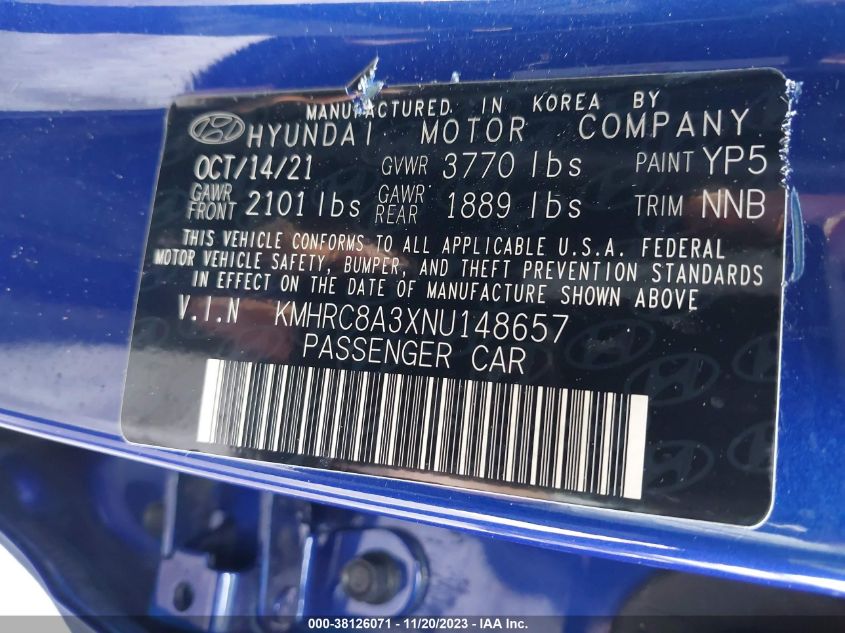 MANUFACTURED IN KOREA BY
HYUNDAI MOTOR COMPANY
OCT/14/21 GVWR 3770 lbs PAINT YP5
GAWR FRONT 2101 lbs GAWR REAR 1889 lbs TRIM NNB
THIS VEHICLE CONFORMS TO ALL APPLICABLE U.S.A. FEDERAL
MOTOR VEHICLE SAFETY, BUMPER, AND THEFT PREVENTION STANDARDS
IN EFFECT ON THE DATE OF MANUFACTURE SHOWN ABOVE
V.I.N KMHRC8A3XNU148657
PASSENGER CAR
000-38126071 - 11/20/2023 - IAA Inc.